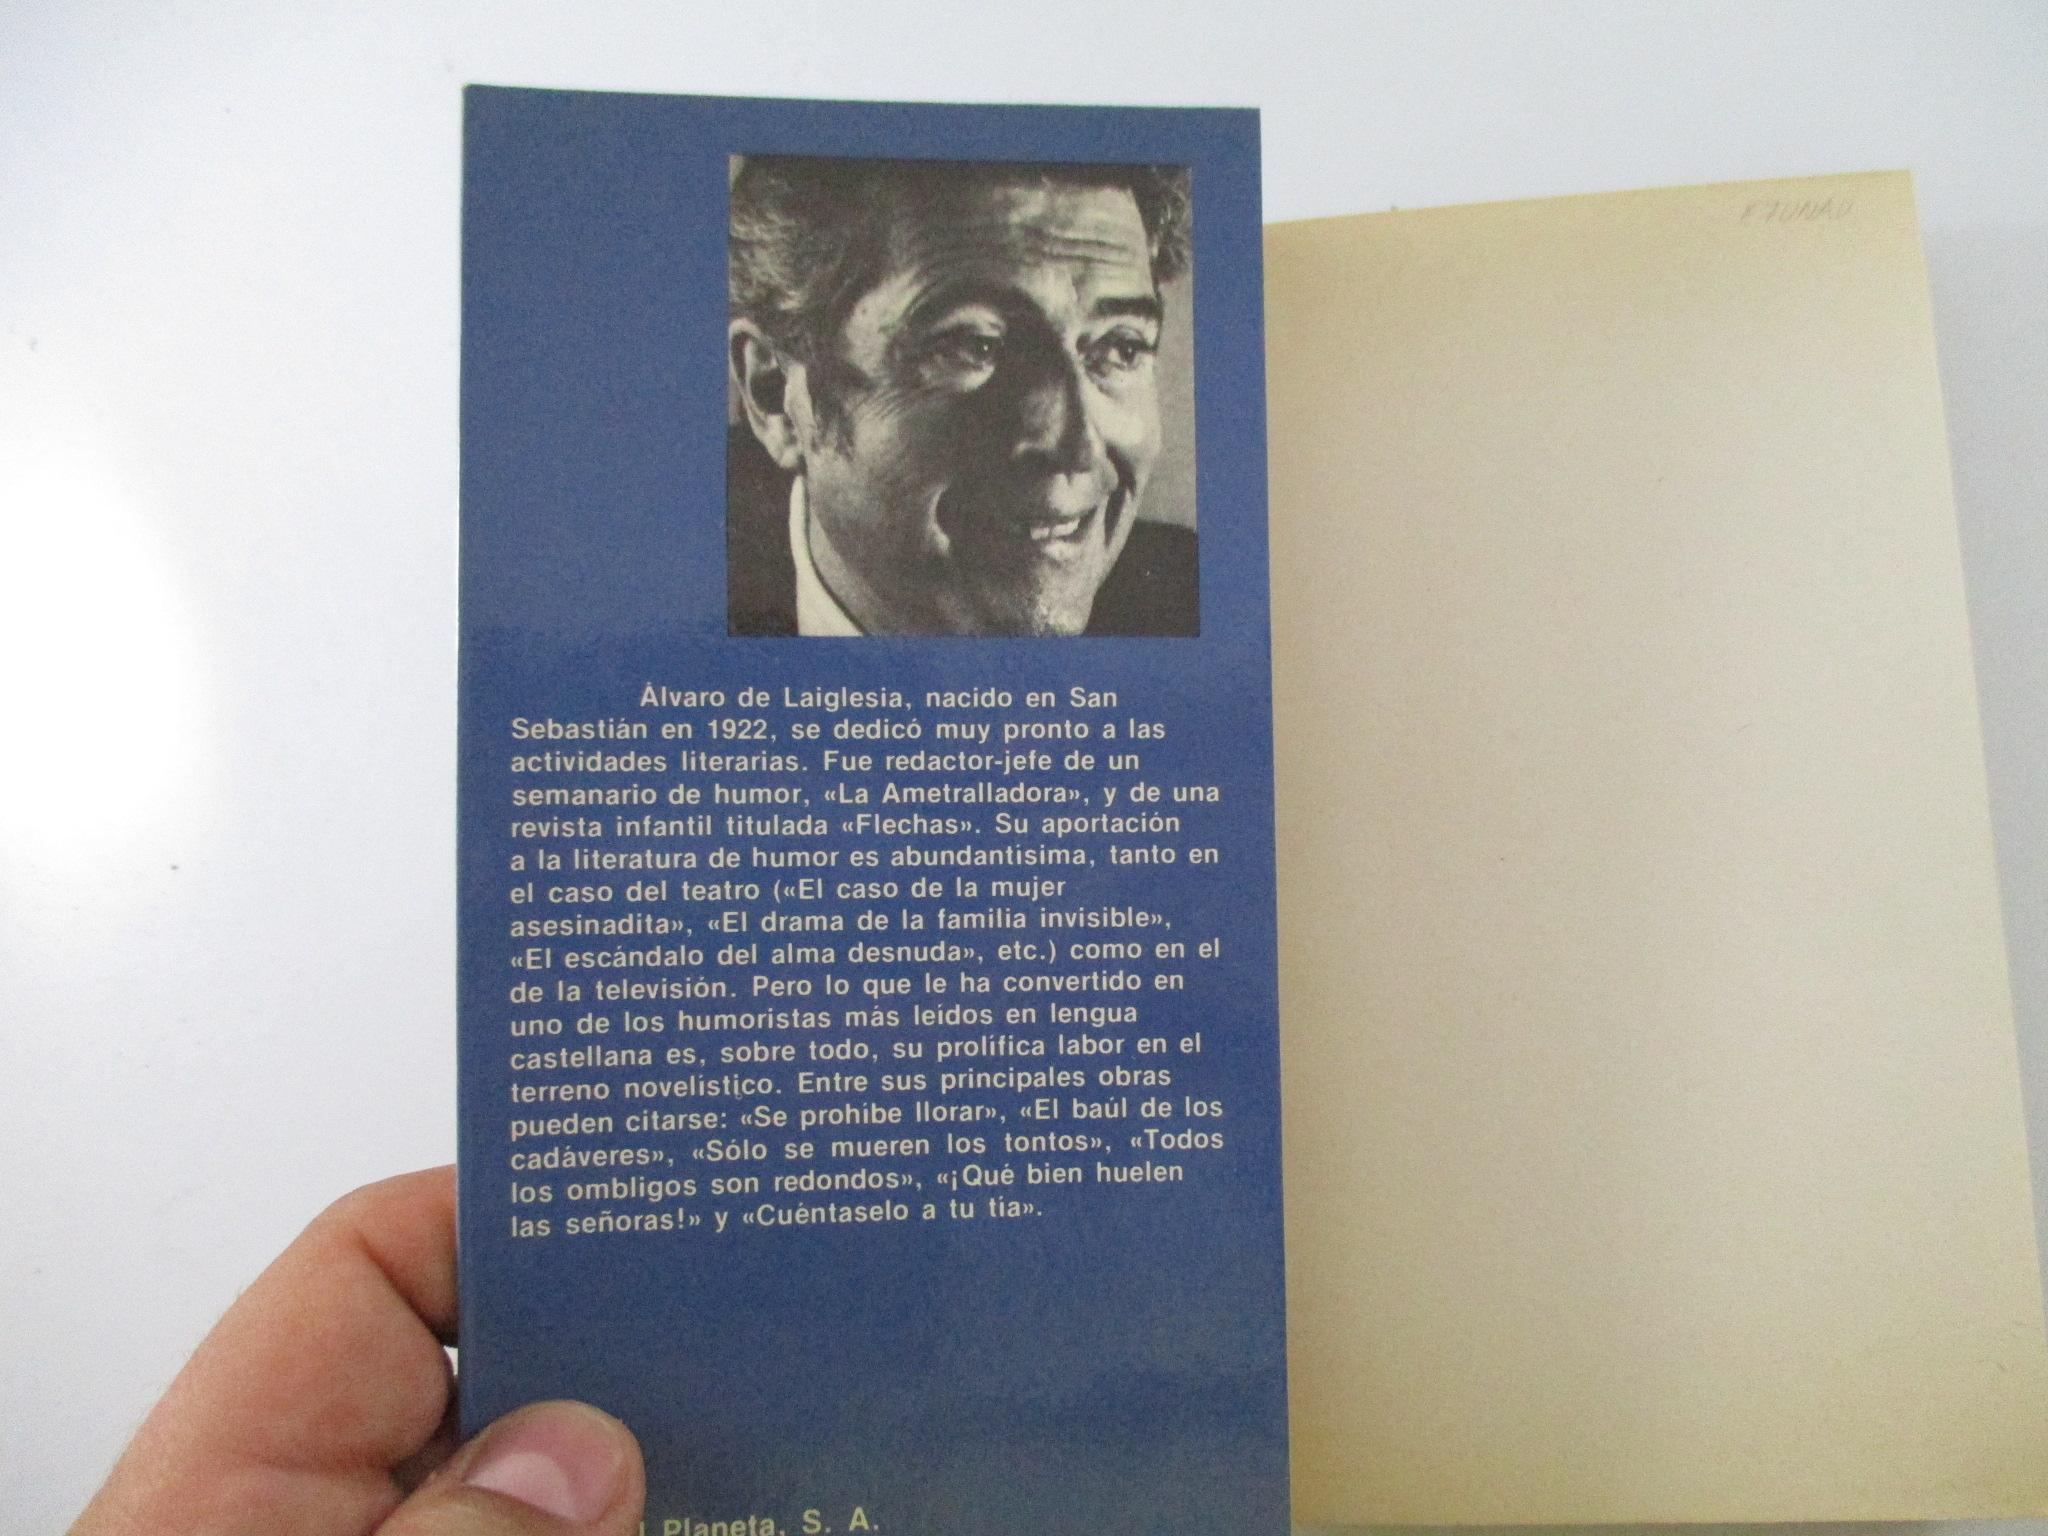 Álvaro de Laiglesia, nacido en San
Sebastián en 1922, se dedicó muy pronto a las
actividades literarias. Fue redactor-jefe de un
semanario de humor, «La Ametralladora», y de una
revista infantil titulada «Flechas». Su aportación
a la literatura de humor es abundantísima, tanto en
el caso del teatro («El caso de la mujer
asesinadita», «El drama de la familia invisible»,
«El escándalo del alma desnuda», etc.) como en el
de la televisión. Pero lo que le ha convertido en
uno de los humoristas más leídos en lengua
castellana es, sobre todo, su prolífica labor en el
terreno novelístico. Entre sus principales obras
pueden citarse: «Se prohíbe llorar», «El baúl de los
cadáveres», «Sólo se mueren los tontos», «Todos
los ombligos son redondos», «¡Qué bien huelen
las señoras!» y «Cuéntaselo a tu tía».
Planeta, S. A.